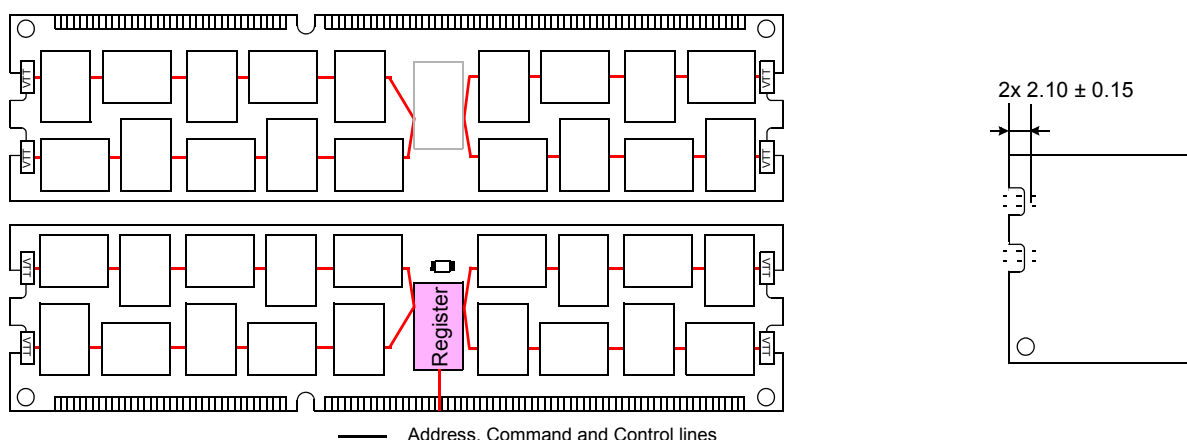 VTT VTT
2x 2.10 ± 0.15
VTT VTT
VTT VTT
Register
VTT VTT
Address, Command and Control lines